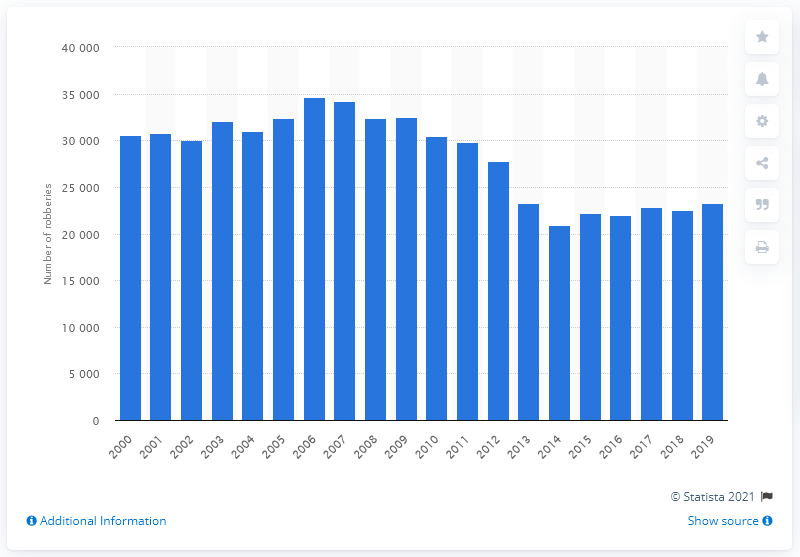 40 000
35 000
30 000
25 000
20 000
15 000
10 000
5 000
0
Number of robberies
2000 2001 2002 2003 2004 2005 2006 2007 2008 2009 2010 2011 2012 2013 2014 2015 2016 2017 2018 2019
© Statista 2021
Additional Information Show source